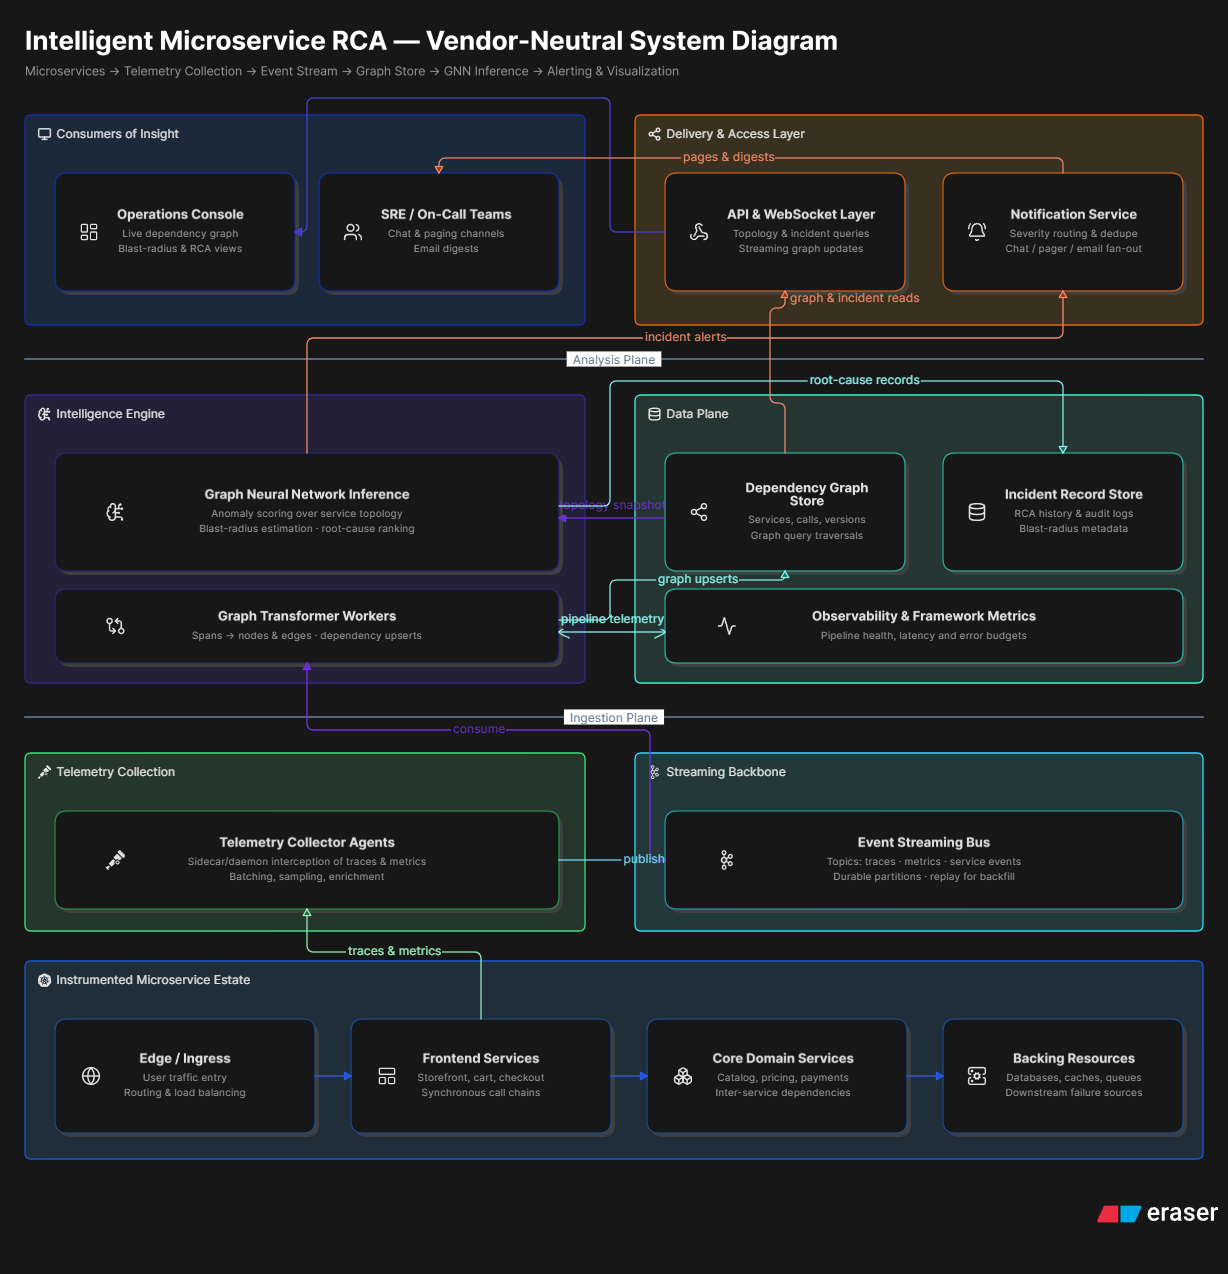 Intelligent Microservice RCA — Vendor-Neutral System Diagram
Microservices → Telemetry Collection → Event Stream → Graph Store → GNN Inference → Alerting & Visualization
Consumers of Insight
Operations Console
Live dependency graph
Blast-radius & RCA views
SRE / On-Call Teams
Chat & paging channels
Email digests
Delivery & Access Layer
pages & digests
API & WebSocket Layer
Topology & incident queries
Streaming graph updates
Notification Service
Severity routing & dedupe
Chat / pager / email fan-out
graph & incident reads
incident alerts
Analysis Plane
root-cause records
Intelligence Engine
Graph Neural Network Inference
Anomaly scoring over service topology
Blast-radius estimation · root-cause ranking
topology snapshot
Graph Transformer Workers
Spans → nodes & edges · dependency upserts
Data Plane
Dependency Graph
Store
Services, calls, versions
Graph query traversals
Incident Record Store
RCA history & audit logs
Blast-radius metadata
graph upserts
pipeline telemetry
Observability & Framework Metrics
Pipeline health, latency and error budgets
Ingestion Plane
consume
Telemetry Collection
Telemetry Collector Agents
Sidecar/daemon interception of traces & metrics
Batching, sampling, enrichment
publish
Streaming Backbone
Event Streaming Bus
Topics: traces · metrics · service events
Durable partitions · replay for backfill
traces & metrics
Instrumented Microservice Estate
Edge / Ingress
User traffic entry
Routing & load balancing
Frontend Services
Storefront, cart, checkout
Synchronous call chains
Core Domain Services
Catalog, pricing, payments
Inter-service dependencies
Backing Resources
Databases, caches, queues
Downstream failure sources
eraser